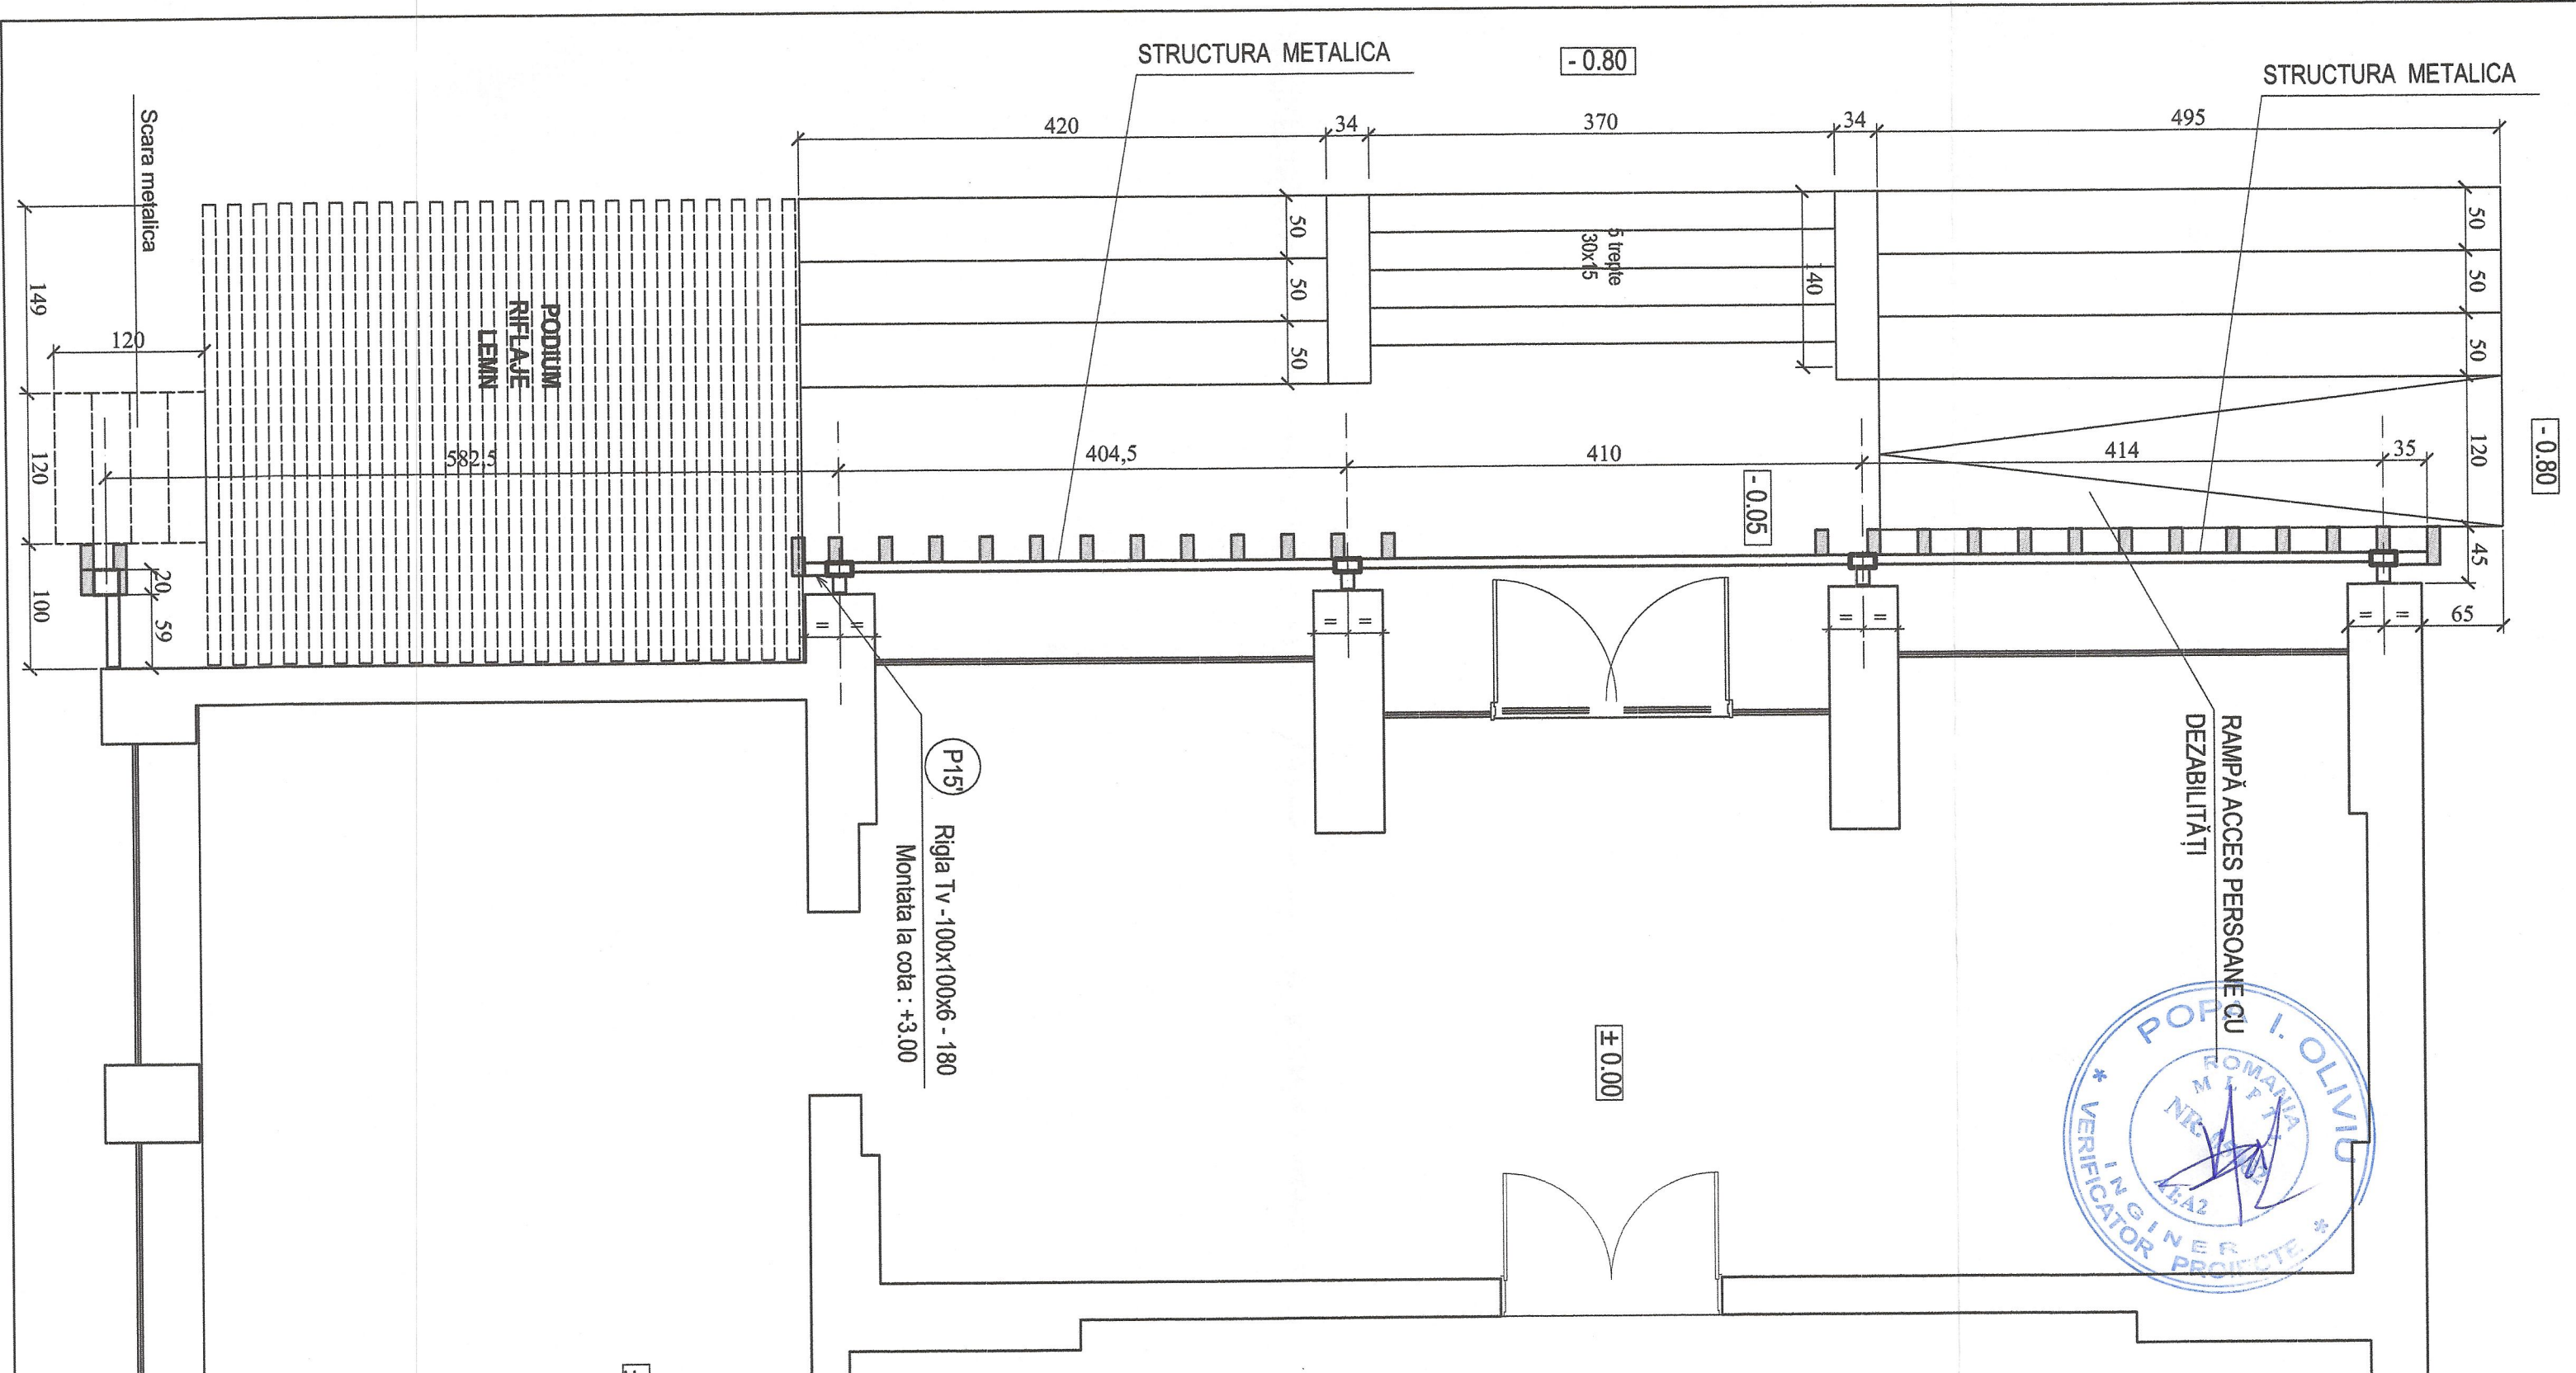 STRUCTURA METALICA
- 0.80
STRUCTURA METALICA
420
34
370
34
495
Scara metalica
50
50
50
5 trepte
30x15
140
50
50
50
149
120
120
100
20
59
PODIUM
RIFLAJE
LEMN
582,5
404,5
410
414
35
120
45
65
- 0.80
- 0.05
= =
= =
= =
= =
P15'
Rigla Tv -100x100x6 - 180
Montata la cota : +3.00
RAMPĂ ACCES PERSOANE CU
DEZABILITĂȚI
± 0.00
POPA I. OLIVIU
ROMANIA
NR.
INGINER
VERIFICATOR PROIECTE